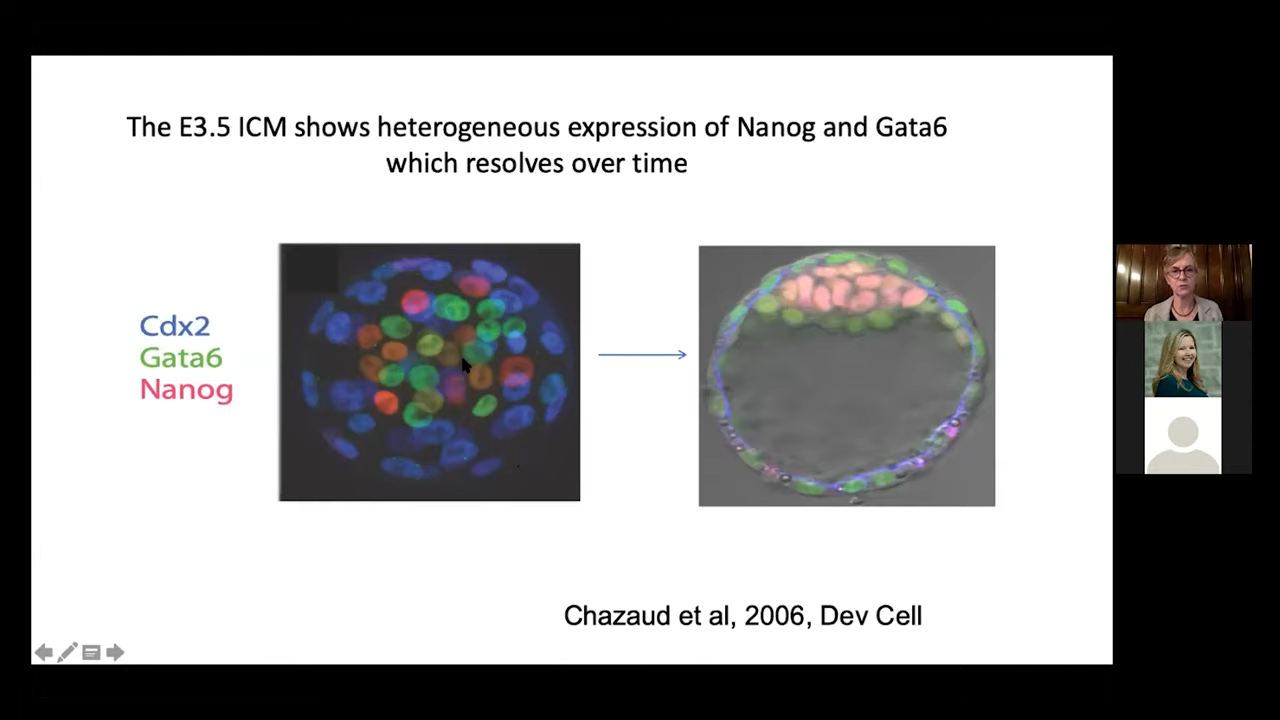 The E3.5 ICM shows heterogeneous expression of Nanog and Gata6
which resolves over time
Cdx2
Gata6
Nanog
Chazaud et al, 2006, Dev Cell